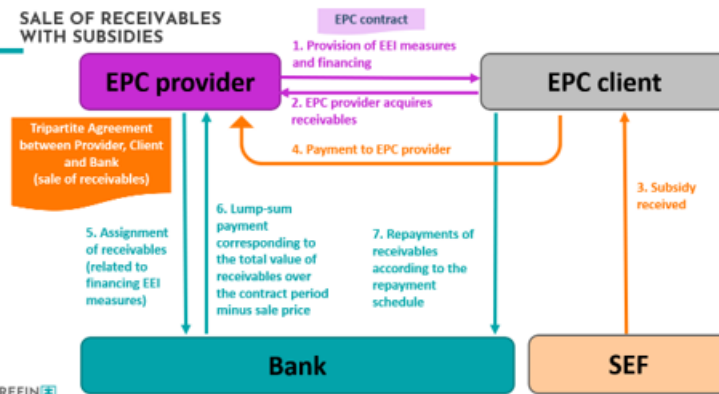 SALE OF RECEIVABLES
WITH SUBSIDIES
EPC contract
1. Provision of EEI measures
and financing
EPC provider
EPC client
2. EPC provider acquires
receivables
Tripartite Agreement
between Provider, Client
and Bank
(sale of receivables)
4. Payment to EPC provider
3. Subsidy
received
5. Assignment
of receivables
(related to
financing EEI
measures)
6. Lump-sum
payment
corresponding to
the total value of
receivables over
the contract period
minus sale price
7. Repayments of
receivables
according to the
repayment
schedule
Bank
SEF
REFIN